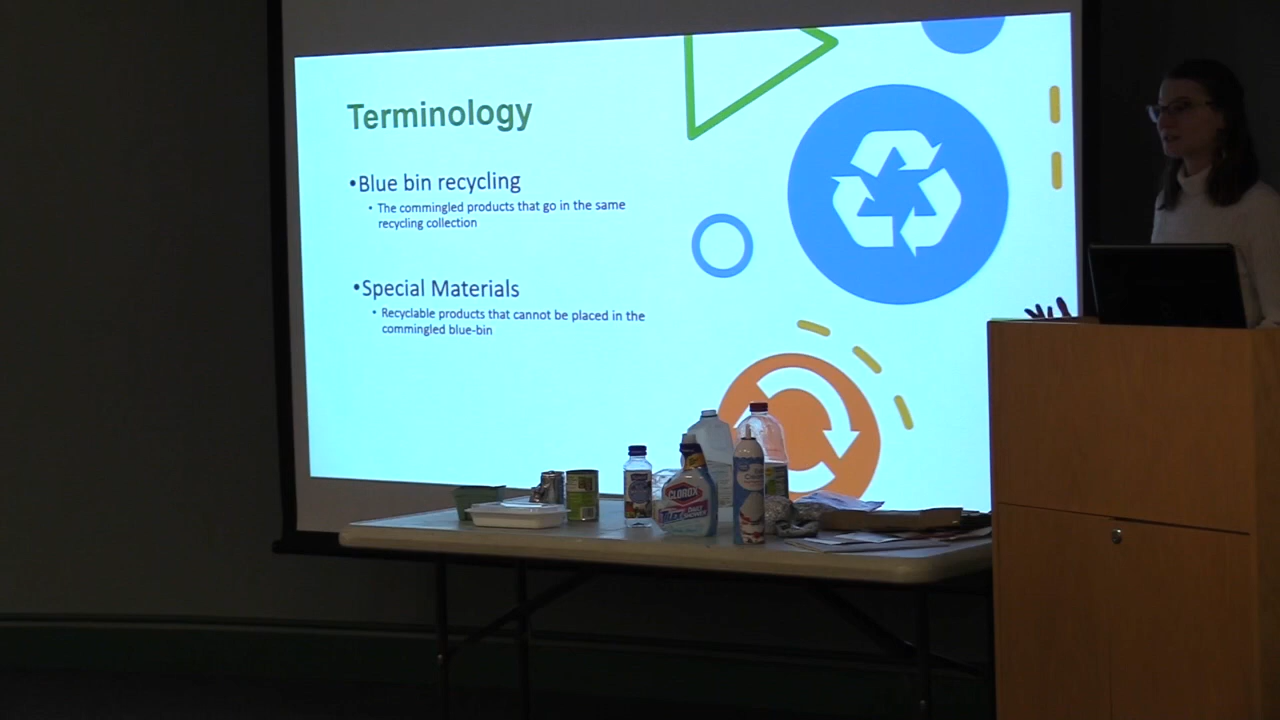 Terminology
•Blue bin recycling
• The commingled products that go in the same
recycling collection
•Special Materials
• Recyclable products that cannot be placed in the
commingled blue-bin
CLOROX